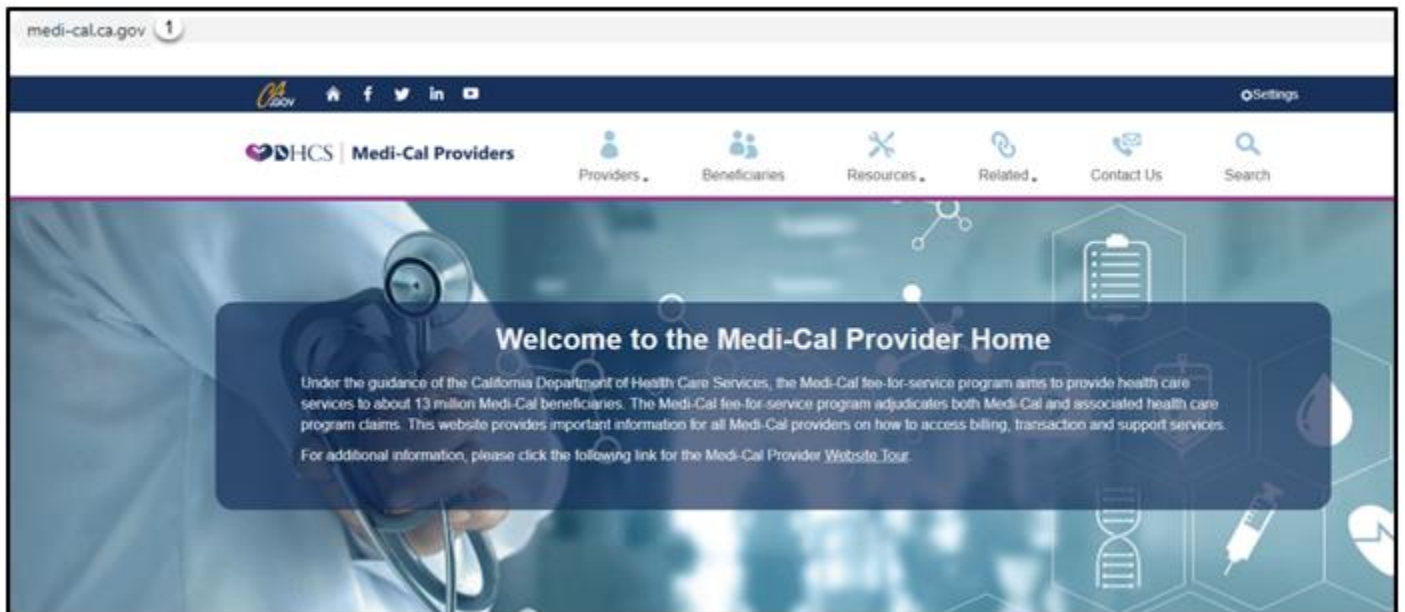 medi-cal.ca.gov 1
CA.GOV Settings
DHCS Medi-Cal Providers
Providers Beneficiaries Resources Related Contact Us Search
Welcome to the Medi-Cal Provider Home
Under the guidance of the California Department of Health Care Services, the Medi-Cal fee-for-service program aims to provide health care
services to about 13 million Medi-Cal beneficiaries. The Medi-Cal fee-for-service program adjudicates both Medi-Cal and associated health care
program claims. This website provides important information for all Medi-Cal providers on how to access billing, transaction and support services.
For additional information, please click the following link for the Medi-Cal Provider Website Tour.